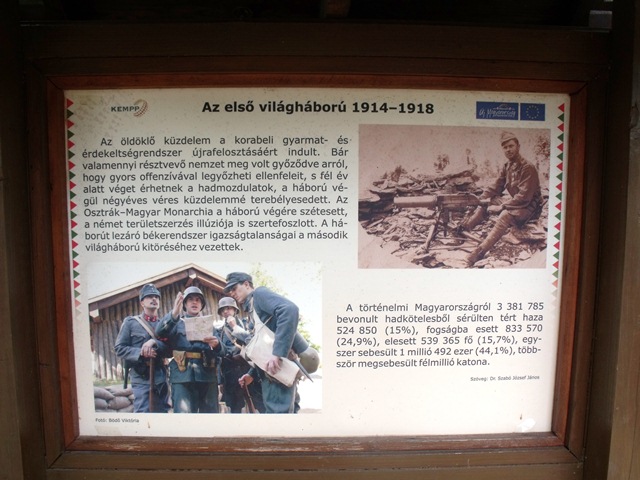 KEMPP
Az első világháború 1914–1918
Az öldöklő küzdelem a korabeli gyarmat- és
érdekeltségrendszer újrafelosztásáért indult. Bár
valamennyi résztvevő nemzet meg volt győződve arról,
hogy gyors offenzívával legyőzheti ellenfeleit, s fél év
alatt véget érhetnek a hadmozdulatok, a háború vé-
gül négyéves véres küzdelemmé terebélyesedett. Az
Osztrák–Magyar Monarchia a háború végére szétesett,
a német területszerzés illúziója is szertefoszlott. A há-
borút lezáró békerendszer igazságtalanságai a második
világháború kitöréséhez vezettek.
A történelmi Magyarországról 3 381 785
bevonult hadkötelesből sérülten tért haza
524 850 (15%), fogságba esett 833 570
(24,9%), elesett 539 365 fő (15,7%), egy-
szer sebesült 1 millió 492 ezer (44,1%), több-
ször megsebesült félmillió katona.
Szöveg: Dr. Szabó József János
Fotó: Bódó Viktória